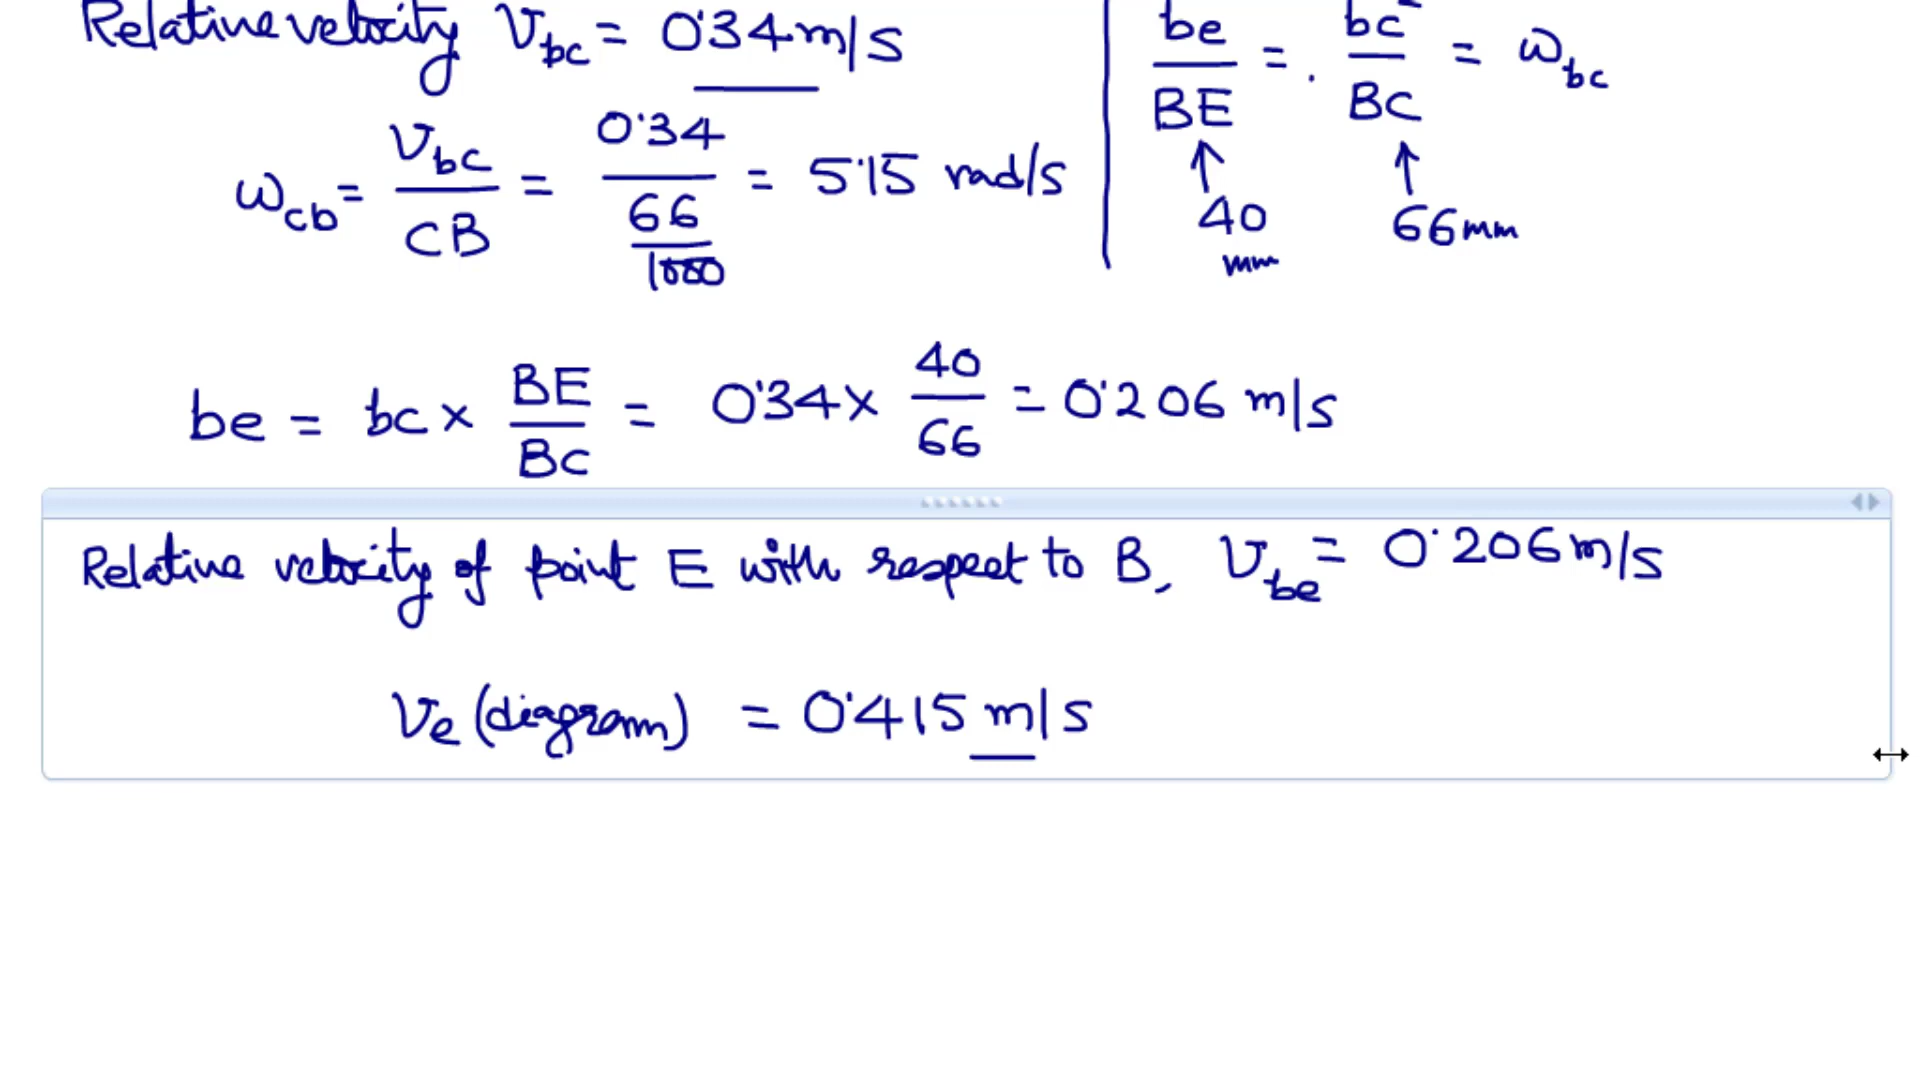 Relative velocity V_bc = 0·34 m/s
ω_cb = V_bc / CB = 0·34 / (66/1000) = 5·15 rad/s
be/BE = . bc/BC = ω_bc
↑ ↑
40 mm 66 mm
be = bc × BE/BC = 0·34 × 40/66 = 0·206 m/s
Relative velocity of point E with respect to B, V_be = 0·206 m/s
V_e (diagram) = 0·415 m/s